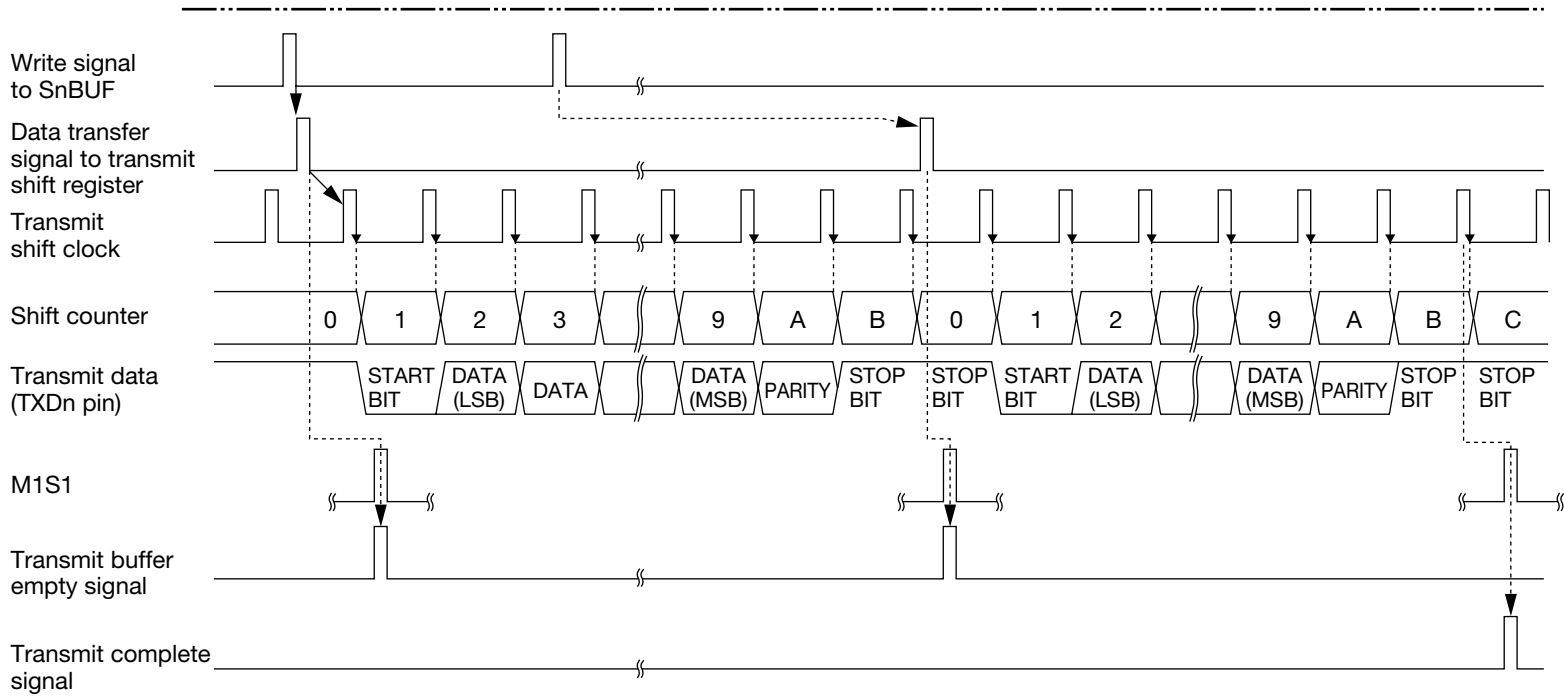 Write signal
to SnBUF
Data transfer
signal to transmit
shift register
Transmit
shift clock
Shift counter
0 1 2 3 9 A B 0 1 2 9 A B C
Transmit data
(TXDn pin)
START BIT
DATA (LSB)
DATA
DATA (MSB)
PARITY
STOP BIT
STOP BIT
START BIT
DATA (LSB)
DATA (MSB)
PARITY
STOP BIT
STOP BIT
M1S1
Transmit buffer
empty signal
Transmit complete
signal